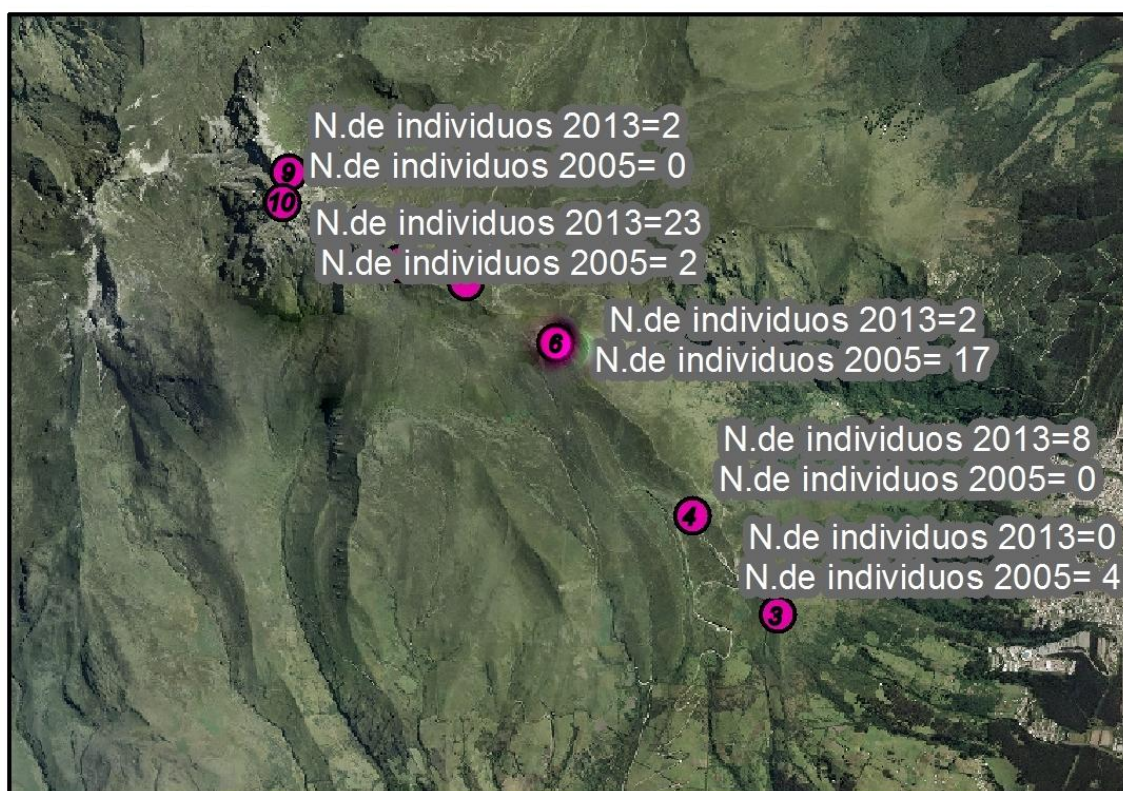 N.de individuos 2013=2
N.de individuos 2005= 0
9
10
N.de individuos 2013=23
N.de individuos 2005= 2
N.de individuos 2013=2
6
N.de individuos 2005= 17
N.de individuos 2013=8
N.de individuos 2005= 0
4
N.de individuos 2013=0
N.de individuos 2005= 4
3